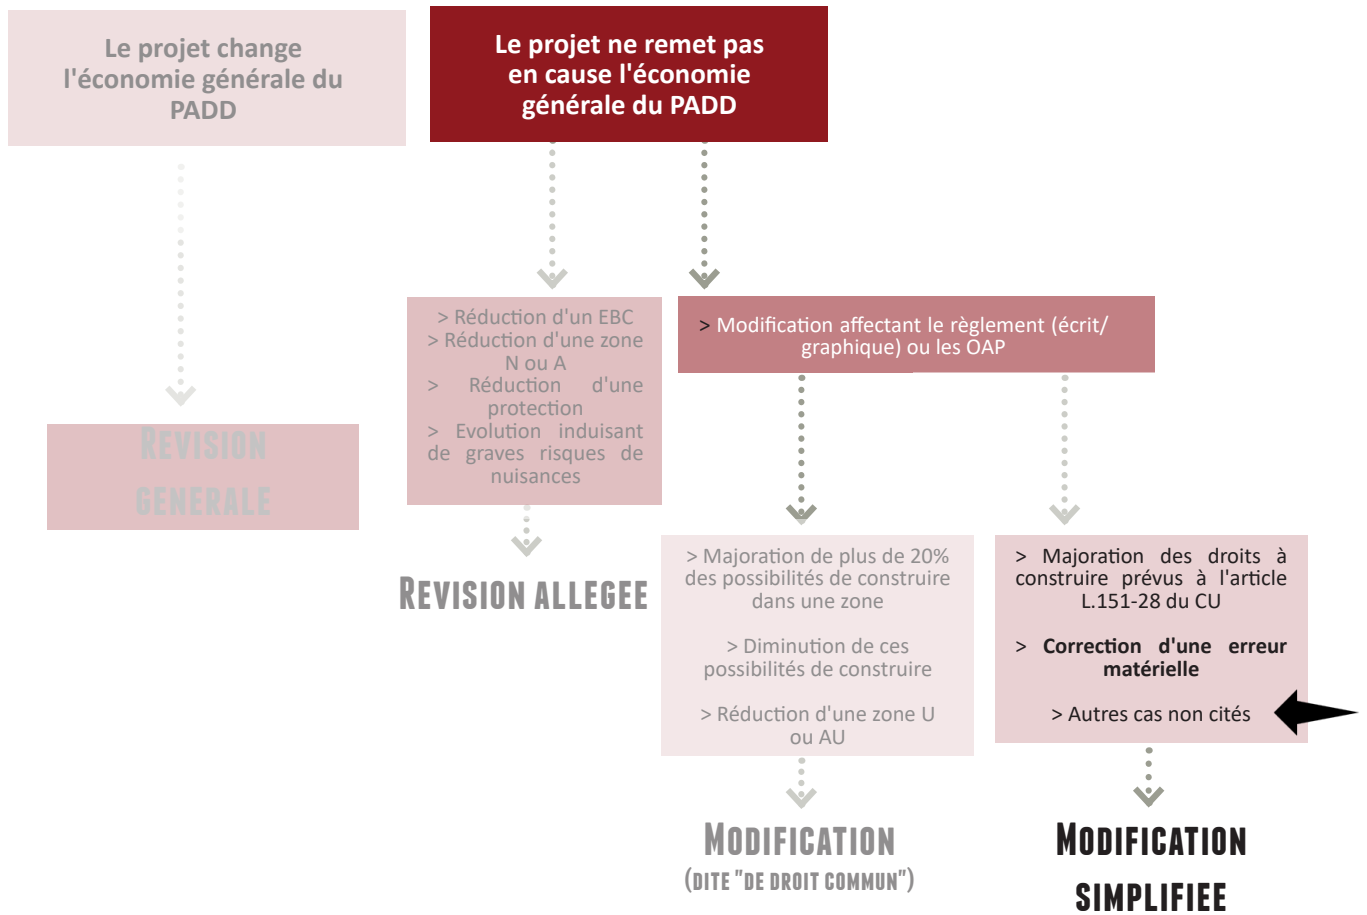 Le projet change
l'économie générale du
PADD
Le projet ne remet pas
en cause l'économie
générale du PADD
> Réduction d'un EBC
> Réduction d'une zone
N ou A
> Réduction d'une
protection
> Evolution induisant
de graves risques de
nuisances
> Modification affectant le règlement (écrit/
graphique) ou les OAP
REVISION
GENERALE
REVISION ALLEGEE
> Majoration de plus de 20%
des possibilités de construire
dans une zone
> Diminution de ces
possibilités de construire
> Réduction d'une zone U
ou AU
> Majoration des droits à
construire prévus à l'article
L.151-28 du CU
> Correction d'une erreur
matérielle
> Autres cas non cités
MODIFICATION
(DITE "DE DROIT COMMUN")
MODIFICATION
SIMPLIFIEE